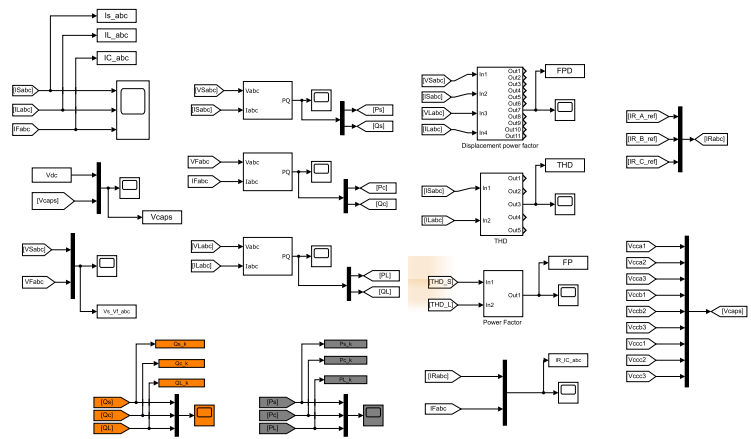 Is_abc
IL_abc
IC_abc
[ISabc]
[ILabc]
IFabc
[VSabc]
[ISabc]
Vabc
Iabc
PQ
[Ps]
[Qs]
[VSabc]
[ISabc]
[VLabc]
[ILabc]
In1
In2
In3
In4
Out1
Out2
Out3
Out4
Out5
Out6
Out7
Out8
Out9
Out10
Out11
Displacement power factor
FPD
[IR_A_ref]
[IR_B_ref]
[IR_C_ref]
[IRabc]
Vdc
[Vcaps]
Vcaps
VFabc
IFabc
Vabc
Iabc
PQ
[Pc]
[Qc]
[ISabc]
[ILabc]
In1
In2
Out1
Out2
Out3
Out4
Out5
THD
THD
[VSabc]
VFabc
Vs_Vf_abc
[VLabc]
[ILabc]
Vabc
Iabc
PQ
[PL]
[QL]
[THD_S]
[THD_L]
In1
In2
Out1
Power Factor
FP
Vcca1
Vcca2
Vcca3
Vccb1
Vccb2
Vccb3
Vccc1
Vccc2
Vccc3
[Vcaps]
Qs_k
Qc_k
QL_k
[Qs]
[Qc]
[QL]
Ps_k
Pc_k
PL_k
[Ps]
[Pc]
[PL]
[IRabc]
IFabc
IR_IC_abc